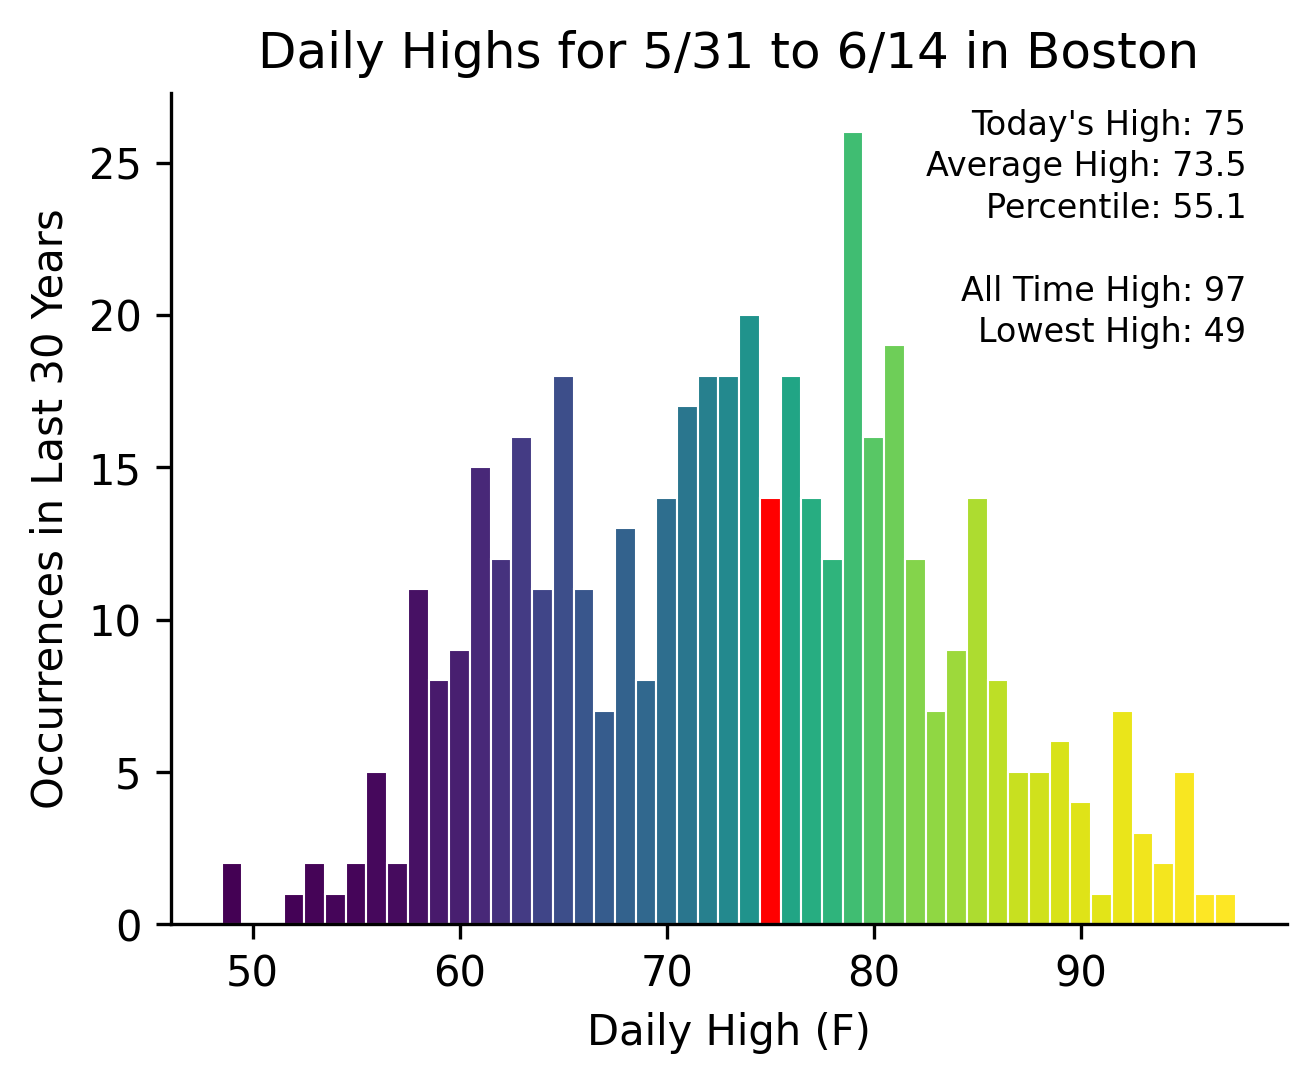 Daily Highs for 5/31 to 6/14 in Boston
Today's High: 75
Average High: 73.5
Percentile: 55.1
All Time High: 97
Lowest High: 49
Occurrences in Last 30 Years
25
20
15
10
5
0
50 60 70 80 90
Daily High (F)